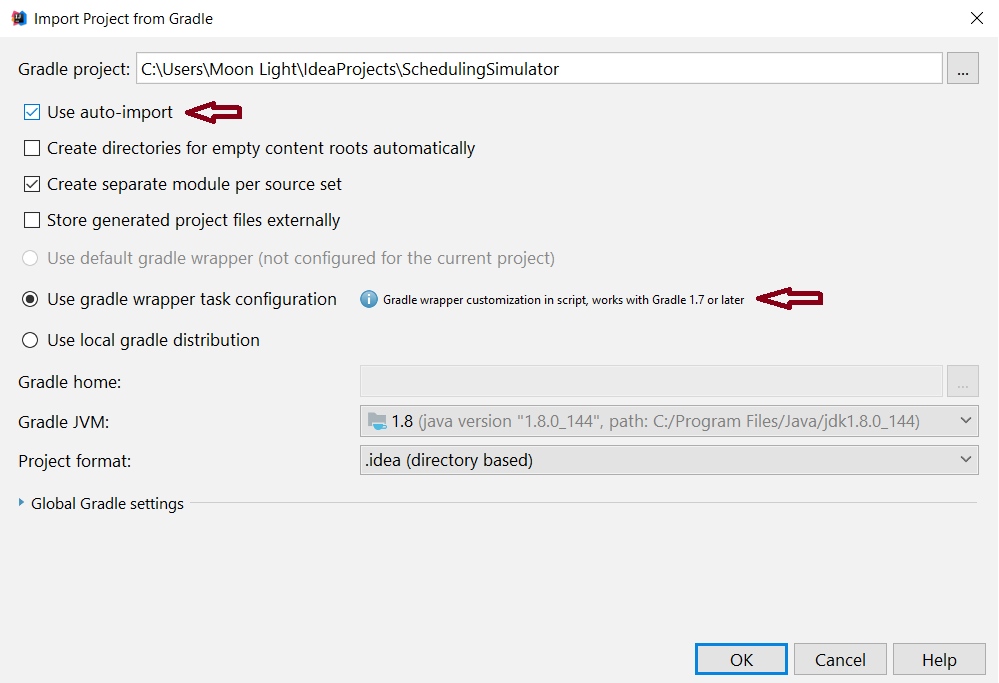 Import Project from Gradle
Gradle project: C:\Users\Moon Light\IdeaProjects\SchedulingSimulator ...
Use auto-import
Create directories for empty content roots automatically
Create separate module per source set
Store generated project files externally
Use default gradle wrapper (not configured for the current project)
Use gradle wrapper task configuration Gradle wrapper customization in script, works with Gradle 1.7 or later
Use local gradle distribution
Gradle home: ...
Gradle JVM: 1.8 (java version "1.8.0_144", path: C:/Program Files/Java/jdk1.8.0_144)
Project format: .idea (directory based)
Global Gradle settings
OK Cancel Help